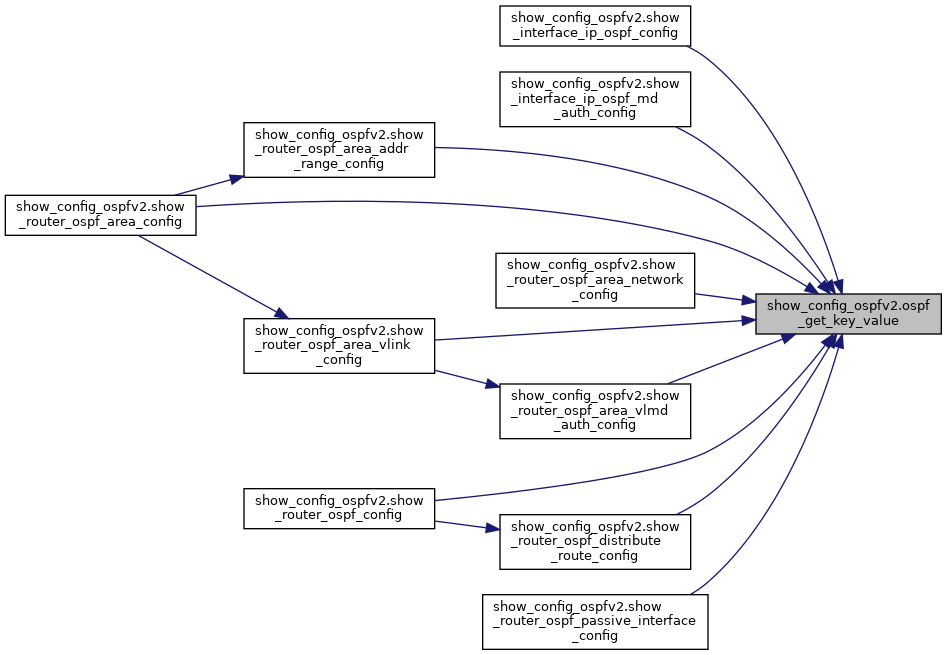 show_config_ospfv2.show
_interface_ip_ospf_config
show_config_ospfv2.show
_interface_ip_ospf_md
_auth_config
show_config_ospfv2.show
_router_ospf_area_addr
_range_config
show_config_ospfv2.show
_router_ospf_area_config
show_config_ospfv2.show
_router_ospf_area_network
_config
show_config_ospfv2.ospf
_get_key_value
show_config_ospfv2.show
_router_ospf_area_vlink
_config
show_config_ospfv2.show
_router_ospf_area_vlmd
_auth_config
show_config_ospfv2.show
_router_ospf_config
show_config_ospfv2.show
_router_ospf_distribute
_route_config
show_config_ospfv2.show
_router_ospf_passive_interface
_config